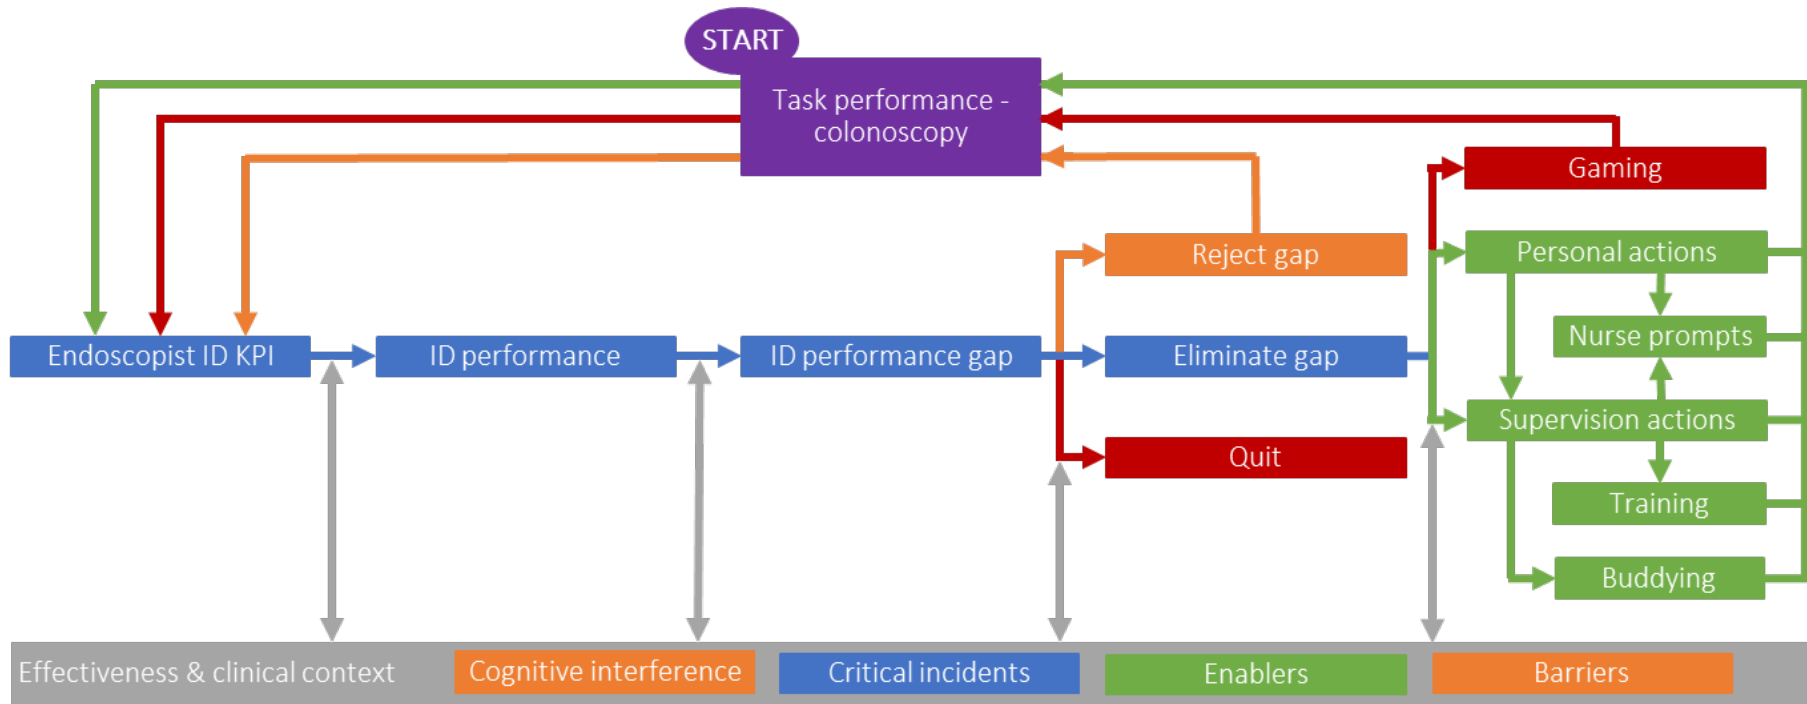 START
Task performance -
colonoscopy
Gaming
Personal actions
Reject gap
Nurse prompts
Endoscopist ID KPI
ID performance
ID performance gap
Eliminate gap
Supervision actions
Quit
Training
Buddying
Effectiveness & clinical context
Cognitive interference
Critical incidents
Enablers
Barriers